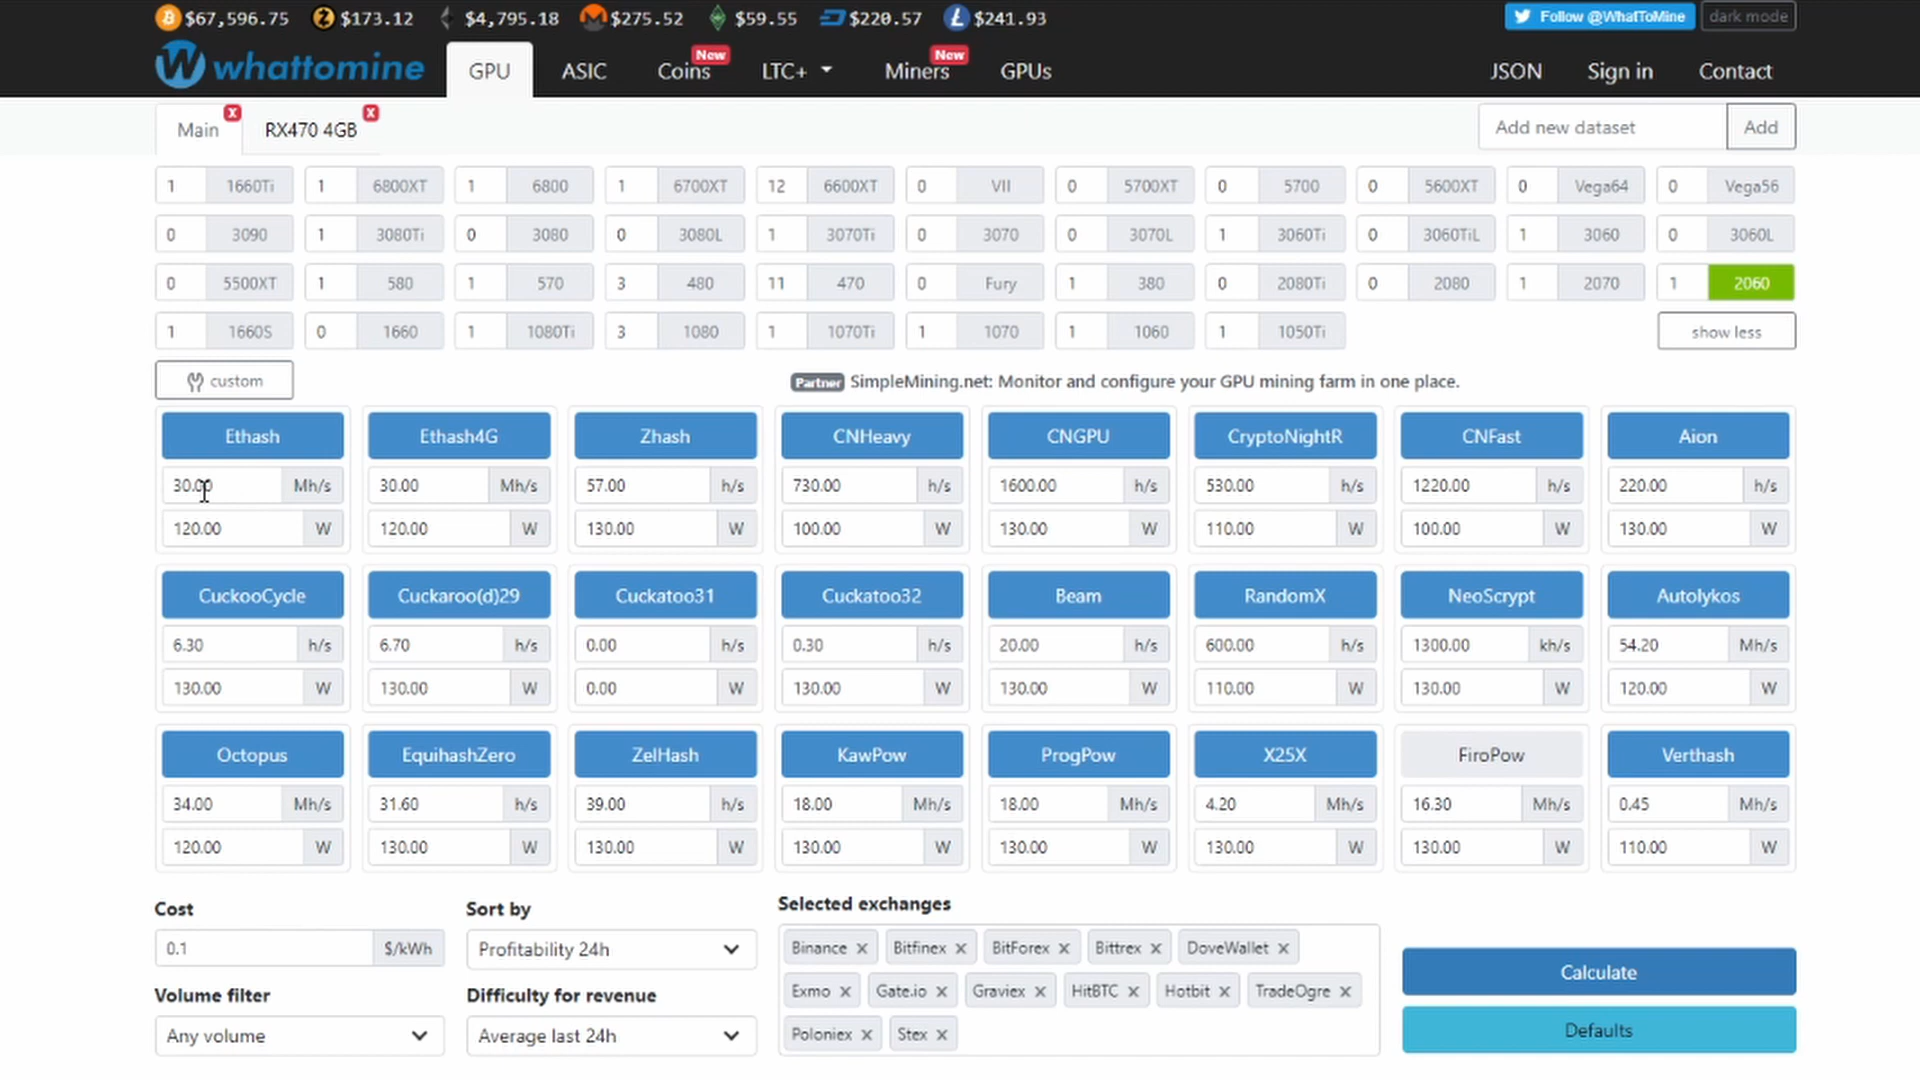 $67,596.75 $173.12 $4,795.18 $275.52 $59.55 $220.57 $241.93 Follow @WhatToMine dark mode
whattomine GPU ASIC Coins New LTC+ Miners New GPUs JSON Sign in Contact
Main x RX470 4GB x Add new dataset Add
1 1660Ti 1 6800XT 1 6800 1 6700XT 12 6600XT 0 VII 0 5700XT 0 5700 0 5600XT 0 Vega64 0 Vega56
0 3090 1 3080Ti 0 3080 0 3080L 1 3070Ti 0 3070 0 3070L 1 3060Ti 0 3060TiL 1 3060 0 3060L
0 5500XT 1 580 1 570 3 480 11 470 0 Fury 1 380 0 2080Ti 0 2080 1 2070 1 2060
1 1660S 0 1660 1 1080Ti 3 1080 1 1070Ti 1 1070 1 1060 1 1050Ti show less
custom Partner SimpleMining.net: Monitor and configure your GPU mining farm in one place.
Ethash Ethash4G Zhash CNHeavy CNGPU CryptoNightR CNFast Aion
30.00 Mh/s 30.00 Mh/s 57.00 h/s 730.00 h/s 1600.00 h/s 530.00 h/s 1220.00 h/s 220.00 h/s
120.00 W 120.00 W 130.00 W 100.00 W 130.00 W 110.00 W 100.00 W 130.00 W
CuckooCycle Cuckaroo(d)29 Cuckatoo31 Cuckatoo32 Beam RandomX NeoScrypt Autolykos
6.30 h/s 6.70 h/s 0.00 h/s 0.30 h/s 20.00 h/s 600.00 h/s 1300.00 kh/s 54.20 Mh/s
130.00 W 130.00 W 0.00 W 130.00 W 130.00 W 110.00 W 130.00 W 120.00 W
Octopus EquihashZero ZelHash KawPow ProgPow X25X FiroPow Verthash
34.00 Mh/s 31.60 h/s 39.00 h/s 18.00 Mh/s 18.00 Mh/s 4.20 Mh/s 16.30 Mh/s 0.45 Mh/s
120.00 W 130.00 W 130.00 W 130.00 W 130.00 W 130.00 W 130.00 W 110.00 W
Cost Sort by Selected exchanges
0.1 $/kWh Profitability 24h Binance × Bitfinex × BitForex × Bittrex × DoveWallet ×
Calculate
Exmo × Gate.io × Graviex × HitBTC × Hotbit × TradeOgre ×
Volume filter Difficulty for revenue
Any volume Average last 24h Poloniex × Stex × Defaults